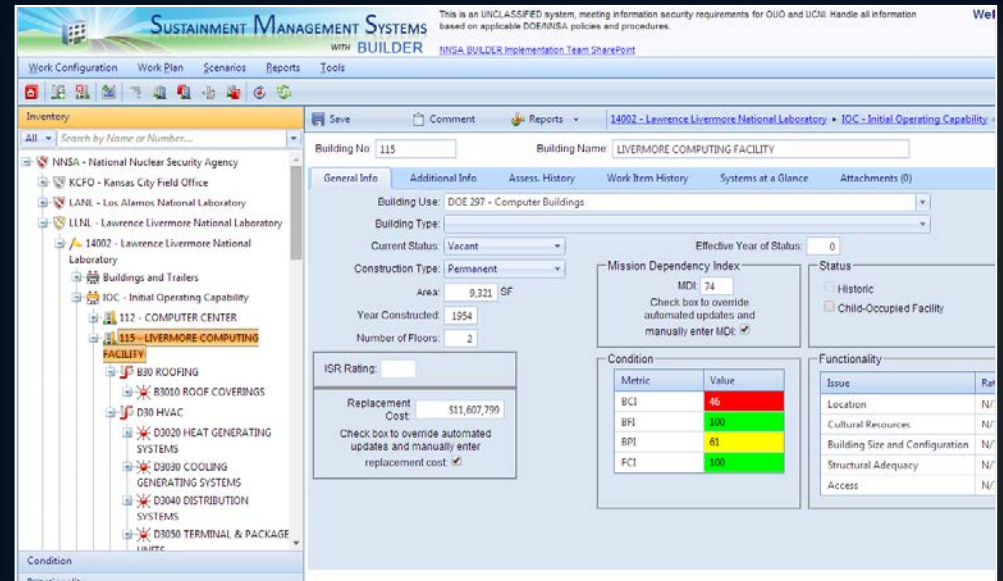 SUSTAINMENT MANAGEMENT SYSTEMS
WITH BUILDER
This is an UNCLASSIFIED system, meeting information security requirements for OUO and UCNI. Handle all information
based on applicable DOE/NNSA policies and procedures.
NNSA BUILDER Implementation Team SharePoint
Wel
Work Configuration Work Plan Scenarios Reports Tools
Inventory
All Search by Name or Number....
NNSA - National Nuclear Security Agency
KCFO - Kansas City Field Office
LANL - Los Alamos National Laboratory
LLNL - Lawrence Livermore National Laboratory
14002 - Lawrence Livermore National
Laboratory
Buildings and Trailers
IOC - Initial Operating Capability
112 - COMPUTER CENTER
115 - LIVERMORE COMPUTING
FACILITY
B30 ROOFING
B3010 ROOF COVERINGS
D30 HVAC
D3020 HEAT GENERATING
SYSTEMS
D3030 COOLING
GENERATING SYSTEMS
D3040 DISTRIBUTION
SYSTEMS
D3050 TERMINAL & PACKAGE
UNITS
Condition
Save Comment Reports 14002 - Lawrence Livermore National Laboratory • IOC - Initial Operating Capability
Building No: 115 Building Name: LIVERMORE COMPUTING FACILITY
General Info Additional Info Assess. History Work Item History Systems at a Glance Attachments (0)
Building Use: DOE 297 - Computer Buildings
Building Type:
Current Status: Vacant Effective Year of Status: 0
Construction Type: Permanent
Area: 9,321 SF
Year Constructed: 1954
Number of Floors: 2
Mission Dependency Index
MDI: 74
Check box to override
automated updates and
manually enter MDI:
Status
Historic
Child-Occupied Facility
ISR Rating:
Replacement
Cost: $11,607,799
Check box to override automated
updates and manually enter
replacement cost:
Condition
Metric Value
BCI 46
BFI 100
BPI 61
FCI 100
Functionality
Issue Rat
Location N/
Cultural Resources N/
Building Size and Configuration N/
Structural Adequacy N/
Access N/